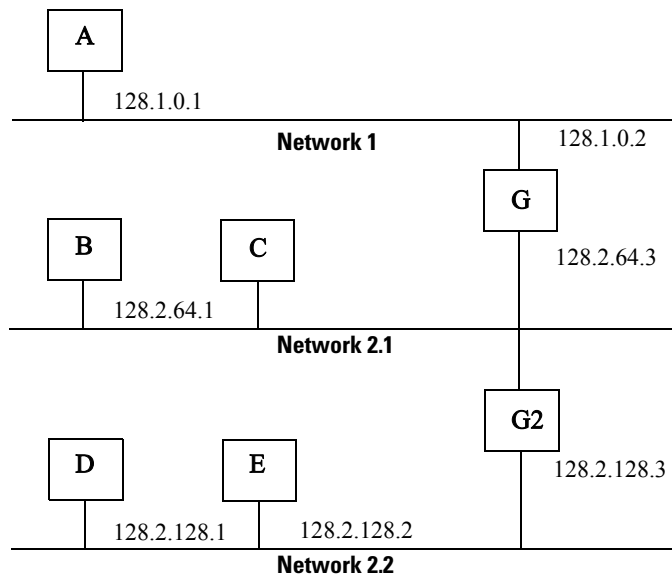 A
128.1.0.1
Network 1
128.1.0.2
G
B
C
128.2.64.3
128.2.64.1
Network 2.1
G2
D
E
128.2.128.3
128.2.128.1
128.2.128.2
Network 2.2